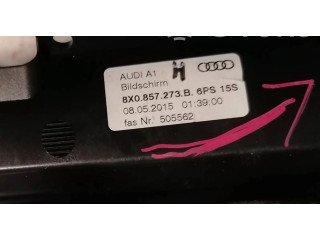 AUDI A1
Bildschirm
8X0.857.273.B. 6PS 15S
08.05.2015 01:39:00
fas Nr. 505562